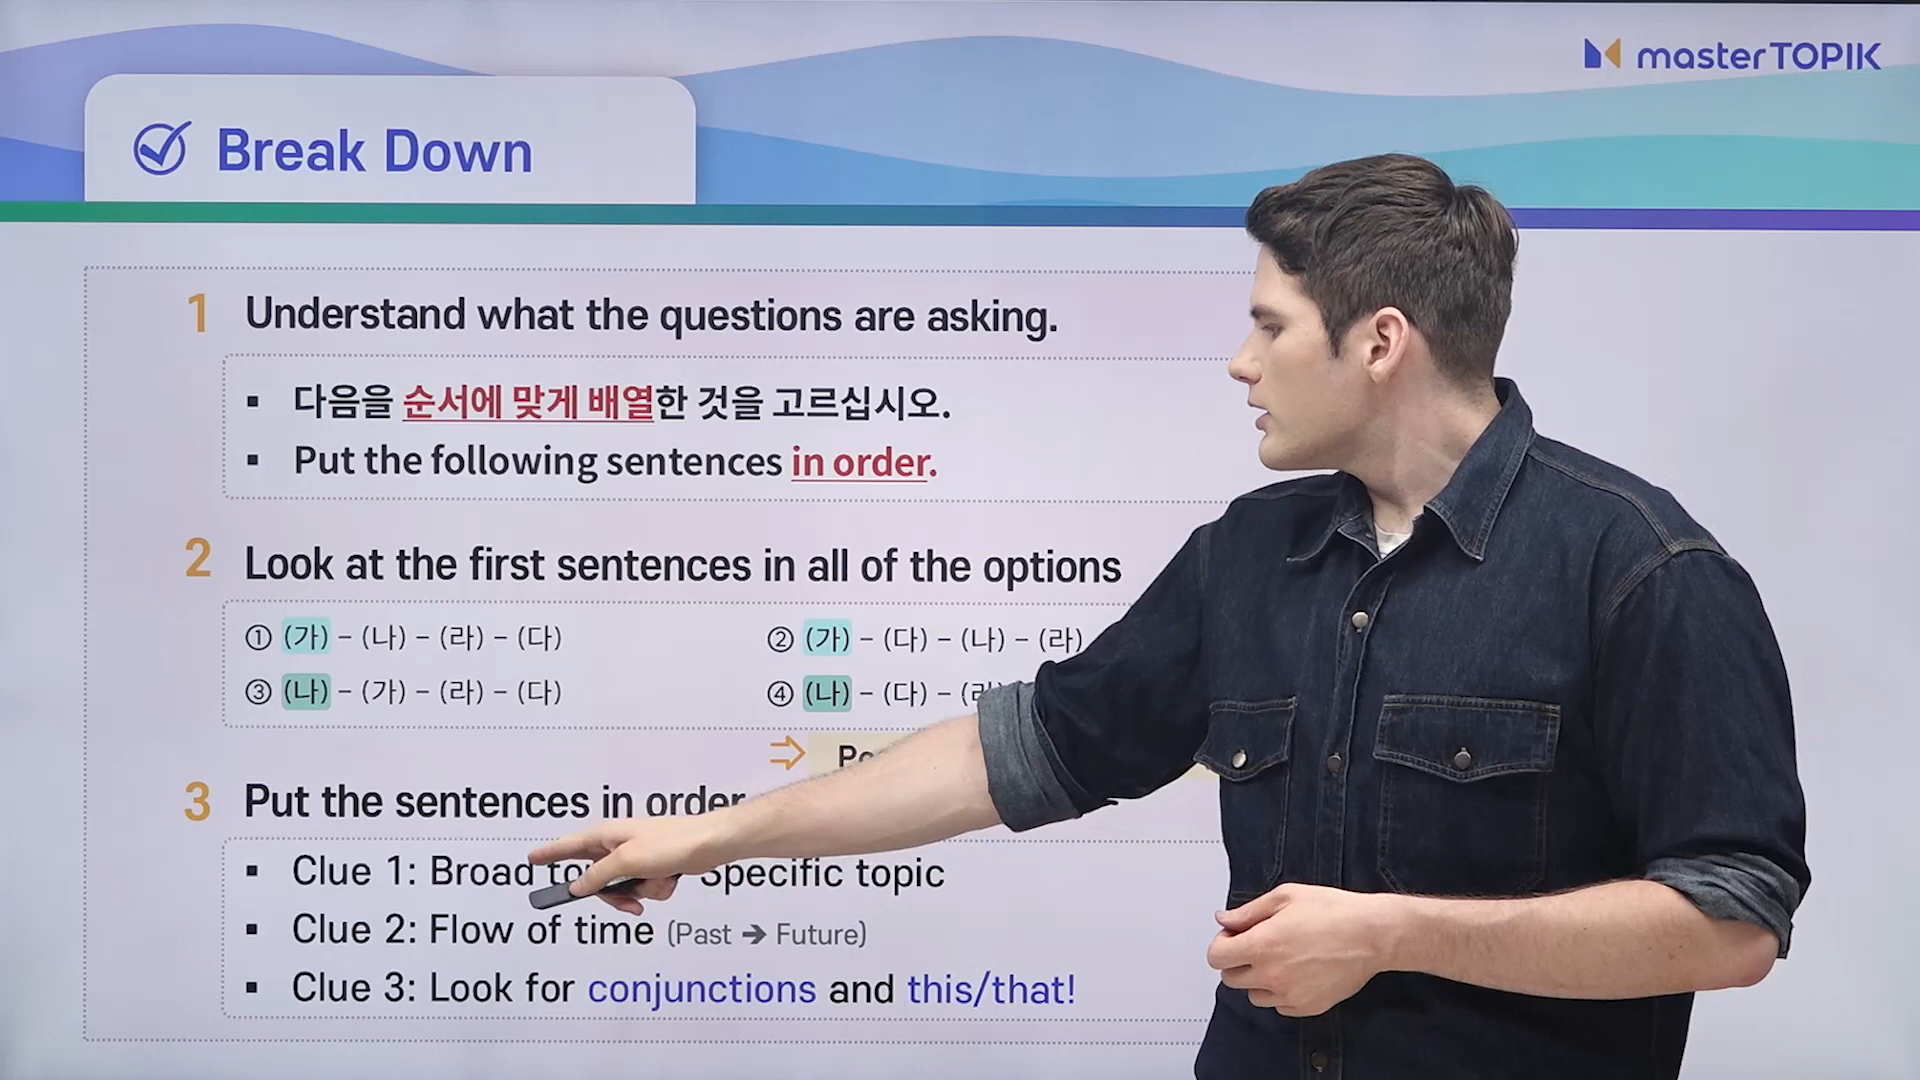 master TOPIK
Break Down
1 Understand what the questions are asking.
▪ 다음을 순서에 맞게 배열한 것을 고르십시오.
▪ Put the following sentences in order.
2 Look at the first sentences in all of the options
① (가) – (나) – (라) – (다)
② (가) – (다) – (나) – (라)
③ (나) – (가) – (라) – (다)
④ (나) – (다) –
⇨
3 Put the sentences in order
▪ Clue 1: Broad Specific topic
▪ Clue 2: Flow of time (Past ➔ Future)
▪ Clue 3: Look for conjunctions and this/that!